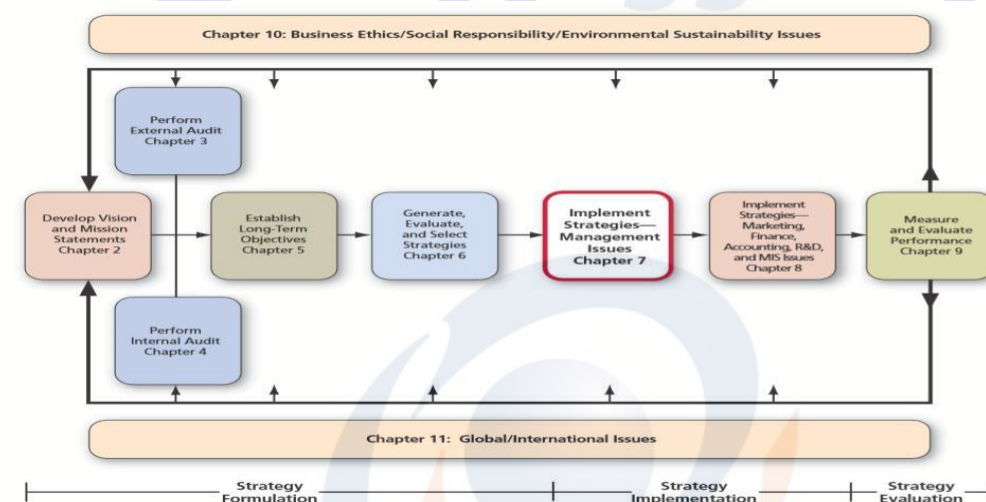 Chapter 10: Business Ethics/Social Responsibility/Environmental Sustainability Issues
Perform
External Audit
Chapter 3
Develop Vision
and Mission
Statements
Chapter 2
Establish
Long-Term
Objectives
Chapter 5
Generate,
Evaluate,
and Select
Strategies
Chapter 6
Implement
Strategies—
Management
Issues
Chapter 7
Implement
Strategies—
Marketing,
Finance,
Accounting, R&D,
and MIS Issues
Chapter 8
Measure
and Evaluate
Performance
Chapter 9
Perform
Internal Audit
Chapter 4
Chapter 11: Global/International Issues
Strategy
Formulation
Strategy
Implementation
Strategy
Evaluation